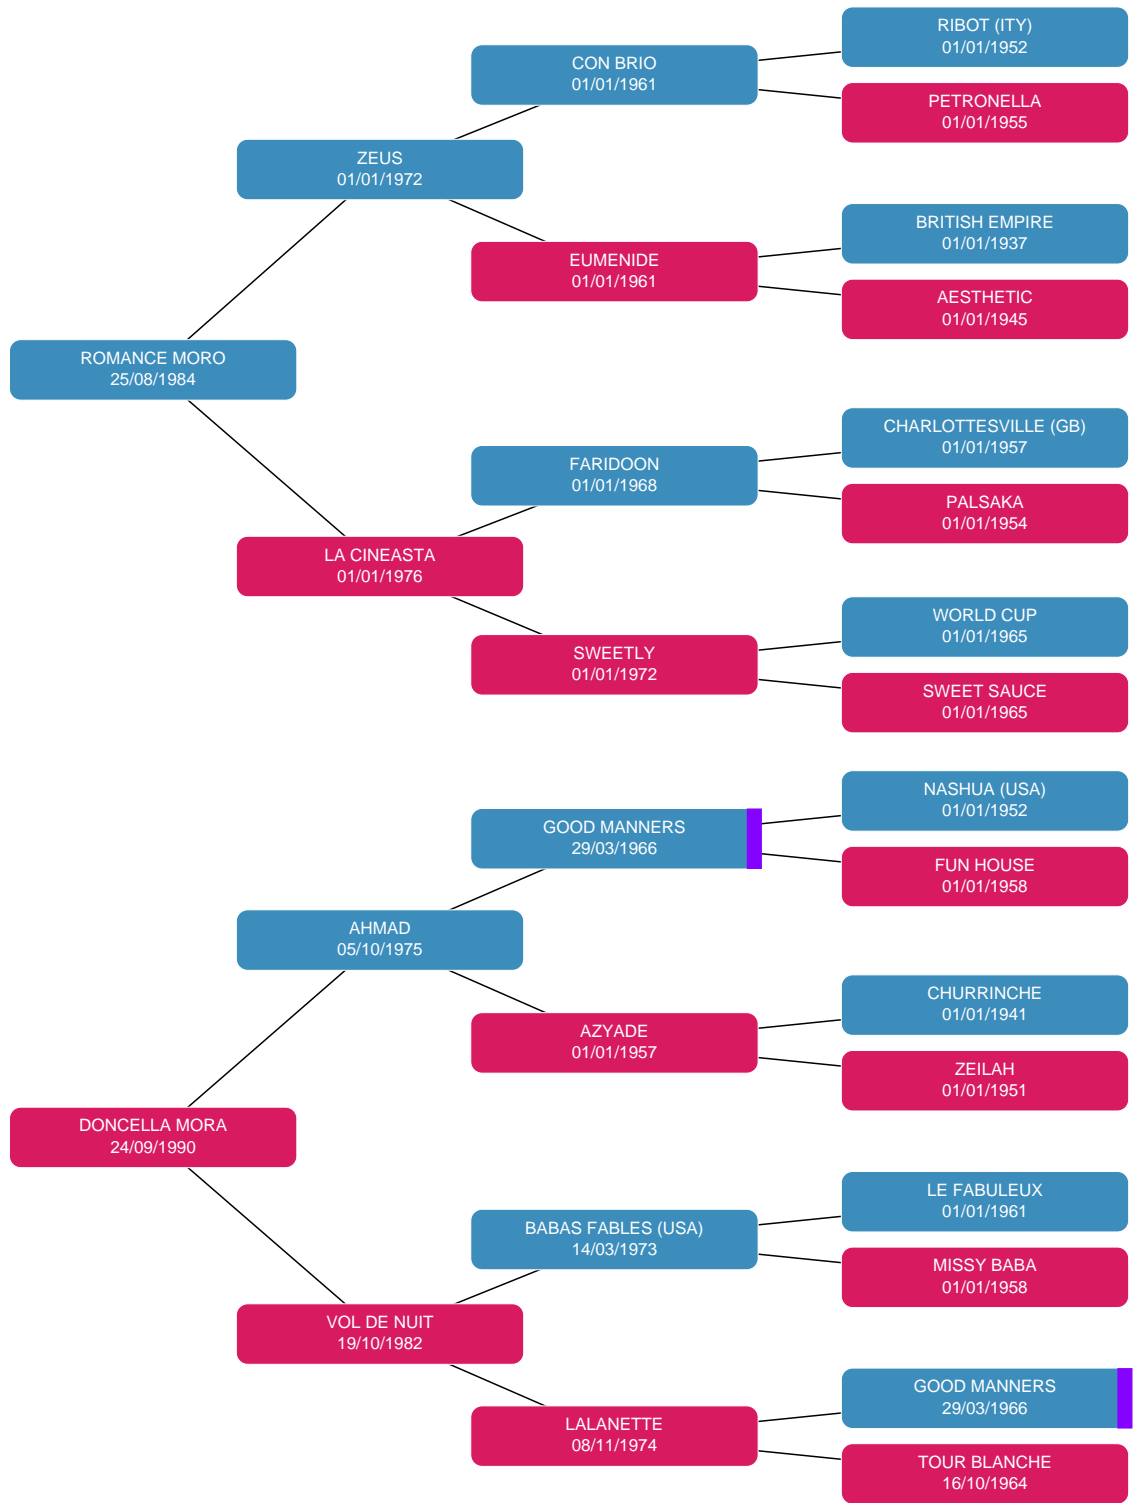 RIBOT (ITY)
01/01/1952
CON BRIO
01/01/1961
PETRONELLA
01/01/1955
ZEUS
01/01/1972
BRITISH EMPIRE
01/01/1937
EUMENIDE
01/01/1961
AESTHETIC
01/01/1945
ROMANCE MORO
25/08/1984
CHARLOTTESVILLE (GB)
01/01/1957
FARIDOON
01/01/1968
PALSAKA
01/01/1954
LA CINEASTA
01/01/1976
WORLD CUP
01/01/1965
SWEETLY
01/01/1972
SWEET SAUCE
01/01/1965
NASHUA (USA)
01/01/1952
GOOD MANNERS
29/03/1966
FUN HOUSE
01/01/1958
AHMAD
05/10/1975
CHURRINCHE
01/01/1941
AZYADE
01/01/1957
ZEILAH
01/01/1951
DONCELLA MORA
24/09/1990
LE FABULEUX
01/01/1961
BABAS FABLES (USA)
14/03/1973
MISSY BABA
01/01/1958
VOL DE NUIT
19/10/1982
GOOD MANNERS
29/03/1966
LALANETTE
08/11/1974
TOUR BLANCHE
16/10/1964